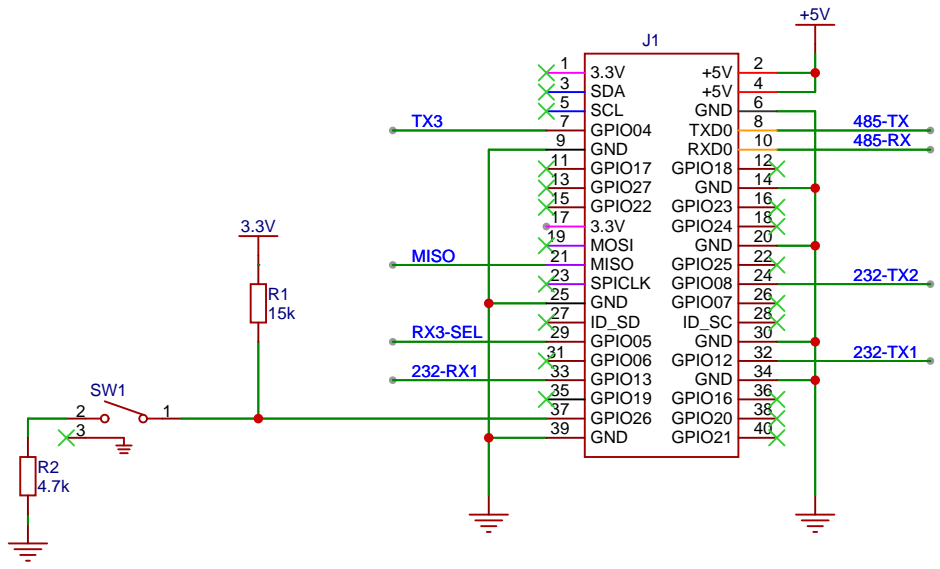 +5V
J1
1 3.3V +5V 2
3 SDA +5V 4
5 SCL GND 6
TX3 7 GPIO04 TXD0 8 485-TX
9 GND RXD0 10 485-RX
11 GPIO17 GPIO18 12
13 GPIO27 GND 14
15 GPIO22 GPIO23 16
17 3.3V GPIO24 18
19 MOSI GND 20
MISO 21 MISO GPIO25 22
23 SPICLK GPIO08 24 232-TX2
25 GND GPIO07 26
27 ID_SD ID_SC 28
RX3-SEL 29 GPIO05 GND 30
31 GPIO06 GPIO12 32 232-TX1
232-RX1 33 GPIO13 GND 34
35 GPIO19 GPIO16 36
37 GPIO26 GPIO20 38
39 GND GPIO21 40
3.3V
R1
15k
SW1
2 1
3
R2
4.7k